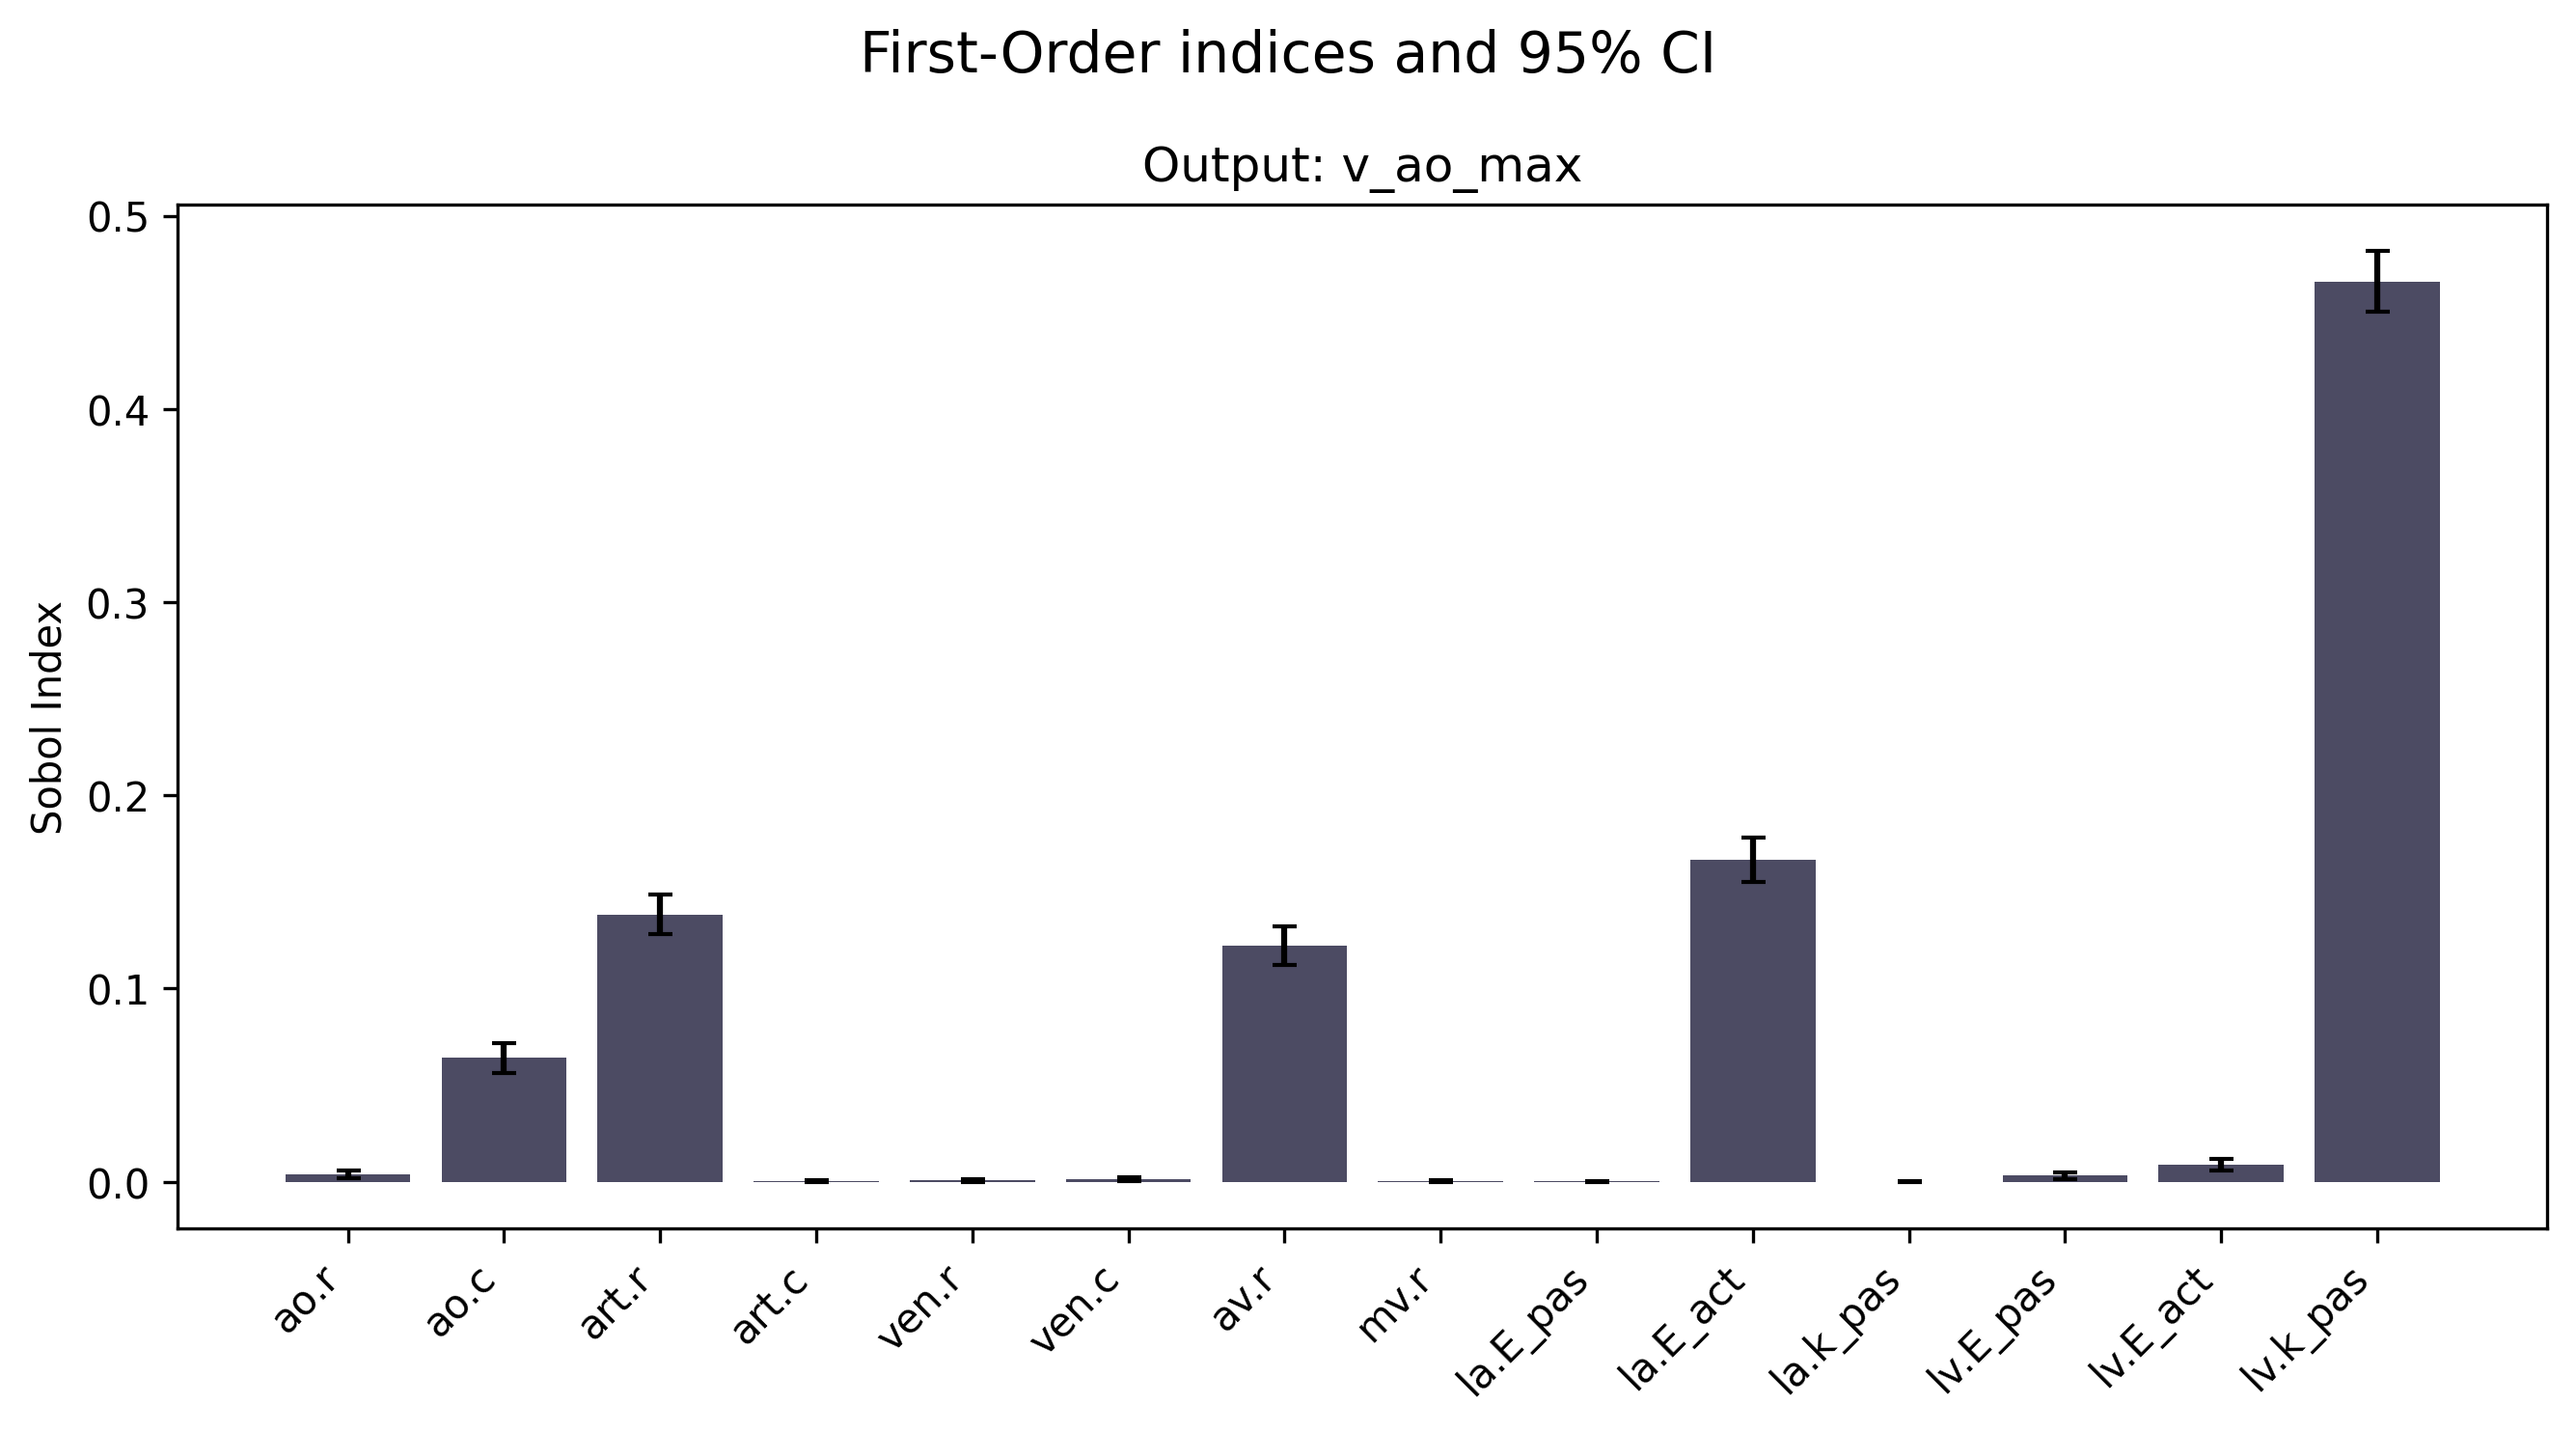 First-Order indices and 95% CI
Output: v_ao_max
Sobol Index
0.5
0.4
0.3
0.2
0.1
0.0
ao.r
ao.c
art.r
art.c
ven.r
ven.c
av.r
mv.r
la.E_pas
la.E_act
la.k_pas
lv.E_pas
lv.E_act
lv.k_pas